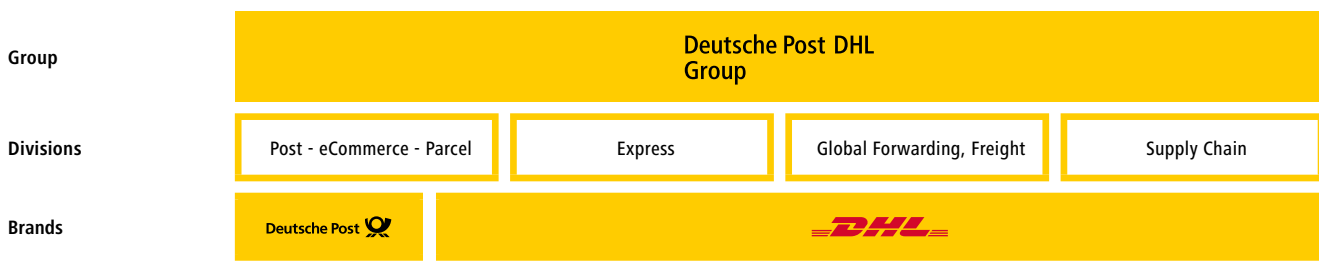 Group
Deutsche Post DHL
Group
Divisions
Post - eCommerce - Parcel
Express
Global Forwarding, Freight
Supply Chain
Brands
Deutsche Post
DHL